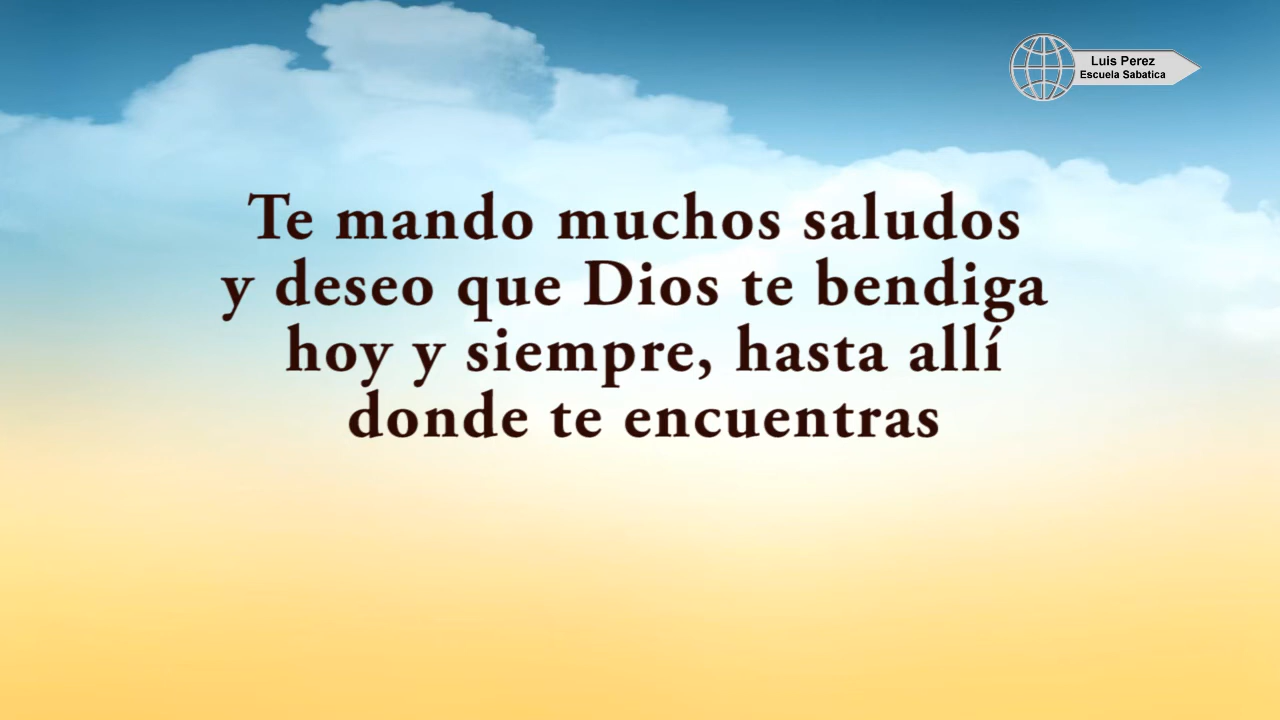 Luis Perez
Escuela Sabatica
Te mando muchos saludos
y deseo que Dios te bendiga
hoy y siempre, hasta allí
donde te encuentras